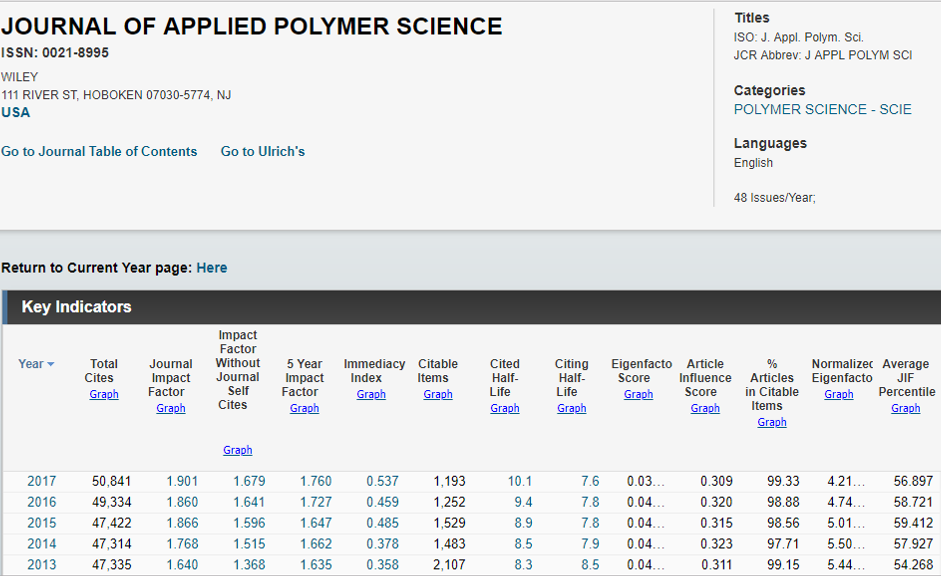 JOURNAL OF APPLIED POLYMER SCIENCE
ISSN: 0021-8995
WILEY
111 RIVER ST, HOBOKEN 07030-5774, NJ
USA
Go to Journal Table of Contents Go to Ulrich's
Titles
ISO: J. Appl. Polym. Sci.
JCR Abbrev: J APPL POLYM SCI
Categories
POLYMER SCIENCE - SCIE
Languages
English
48 Issues/Year;
Return to Current Year page: Here
Key Indicators
Year
Total
Cites
Graph
Journal
Impact
Factor
Graph
Impact
Factor
Without
Journal
Self
Cites
Graph
5 Year
Impact
Factor
Graph
Immediacy
Index
Graph
Citable
Items
Graph
Cited
Half-
Life
Graph
Citing
Half-
Life
Graph
Eigenfacto
Score
Graph
Article
Influence
Score
Graph
%
Articles
in Citable
Items
Graph
Normalized
Eigenfacto
Graph
Average
JIF
Percentile
Graph
2017 50,841 1.901 1.679 1.760 0.537 1,193 10.1 7.6 0.03... 0.309 99.33 4.21... 56.897
2016 49,334 1.860 1.641 1.727 0.459 1,252 9.4 7.8 0.04... 0.320 98.88 4.74... 58.721
2015 47,422 1.866 1.596 1.647 0.485 1,529 8.9 7.8 0.04... 0.315 98.56 5.01... 59.412
2014 47,314 1.768 1.515 1.662 0.378 1,483 8.5 7.9 0.04... 0.323 97.71 5.50... 57.927
2013 47,335 1.640 1.368 1.635 0.358 2,107 8.3 8.5 0.04... 0.311 99.15 5.44... 54.268